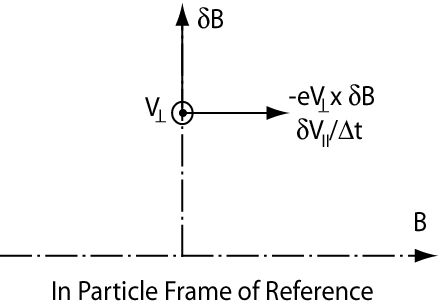 δB
V⊥
-eV⊥x δB
δV||/Δt
B
In Particle Frame of Reference